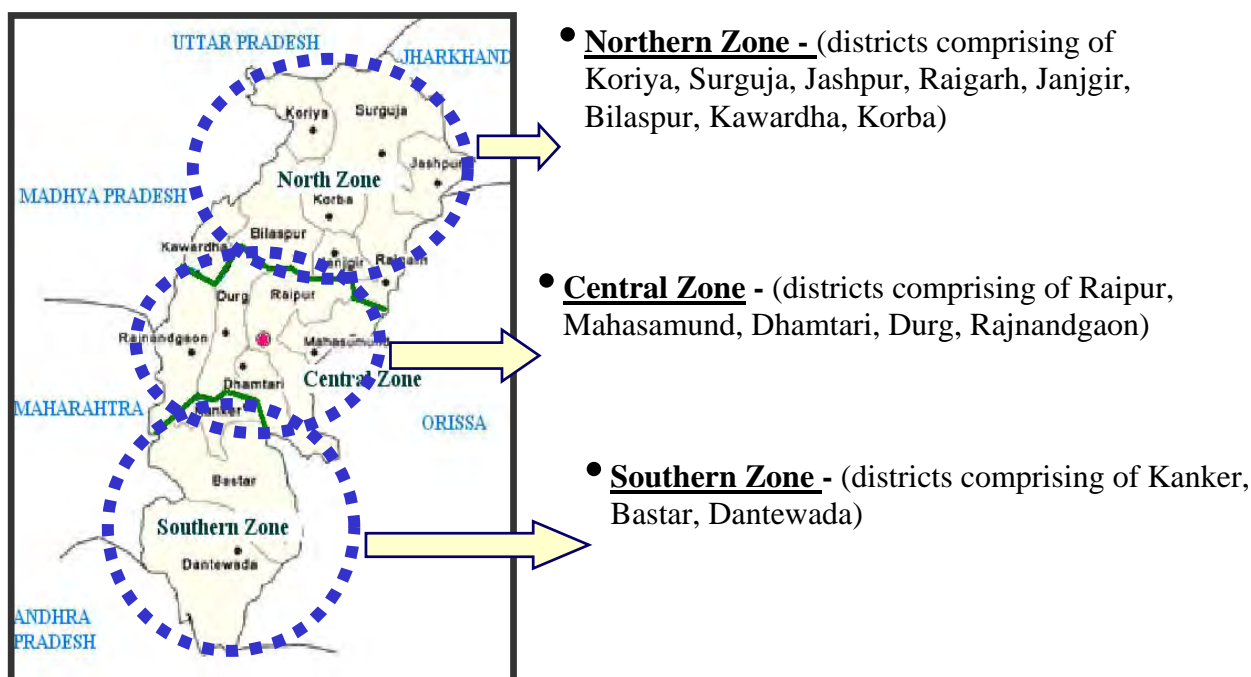 UTTAR PRADESH
JHARKHAND
Koriya
Surguja
Jashpur
North Zone
MADHYA PRADESH
Korba
Bilaspur
Kawardha
Janjgir
Raigarh
Durg
Raipur
Rajnandgaon
Mahasumund
Dhamtari
Central Zone
MAHARAHTRA
Kanker
ORISSA
Bastar
Southern Zone
Dantewada
ANDHRA
PRADESH
• Northern Zone - (districts comprising of
Koriya, Surguja, Jashpur, Raigarh, Janjgir,
Bilaspur, Kawardha, Korba)
• Central Zone - (districts comprising of Raipur,
Mahasamund, Dhamtari, Durg, Rajnandgaon)
• Southern Zone - (districts comprising of Kanker,
Bastar, Dantewada)